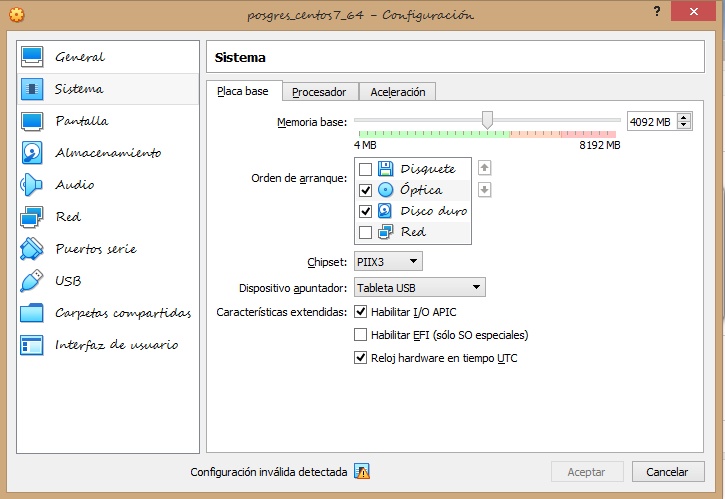 posgres_centos7_64 - Configuración
?
General
Sistema
Pantalla
Almacenamiento
Audio
Red
Puertos serie
USB
Carpetas compartidas
Interfaz de usuario
Sistema
Placa base Procesador Aceleración
Memoria base: 4092 MB
4 MB 8192 MB
Orden de arranque:
Disquete
Óptica
Disco duro
Red
Chipset: PIIX3
Dispositivo apuntador: Tableta USB
Características extendidas: Habilitar I/O APIC
Habilitar EFI (sólo SO especiales)
Reloj hardware en tiempo UTC
Configuración inválida detectada
Aceptar Cancelar